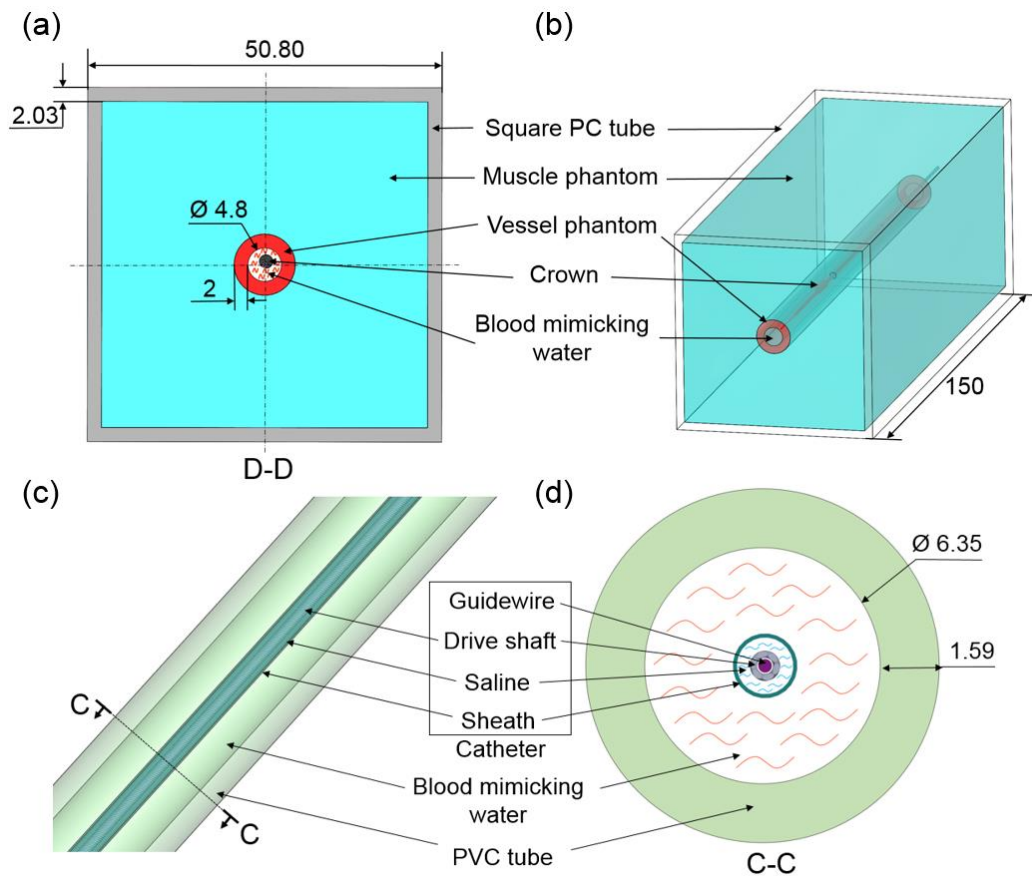 (a)
(b)
50.80
2.03
Square PC tube
Muscle phantom
Ø 4.8
Vessel phantom
Crown
2
Blood mimicking
water
150
D-D
(c)
(d)
Ø 6.35
Guidewire
Drive shaft
1.59
Saline
C
Sheath
Catheter
Blood mimicking
water
C
PVC tube
C-C